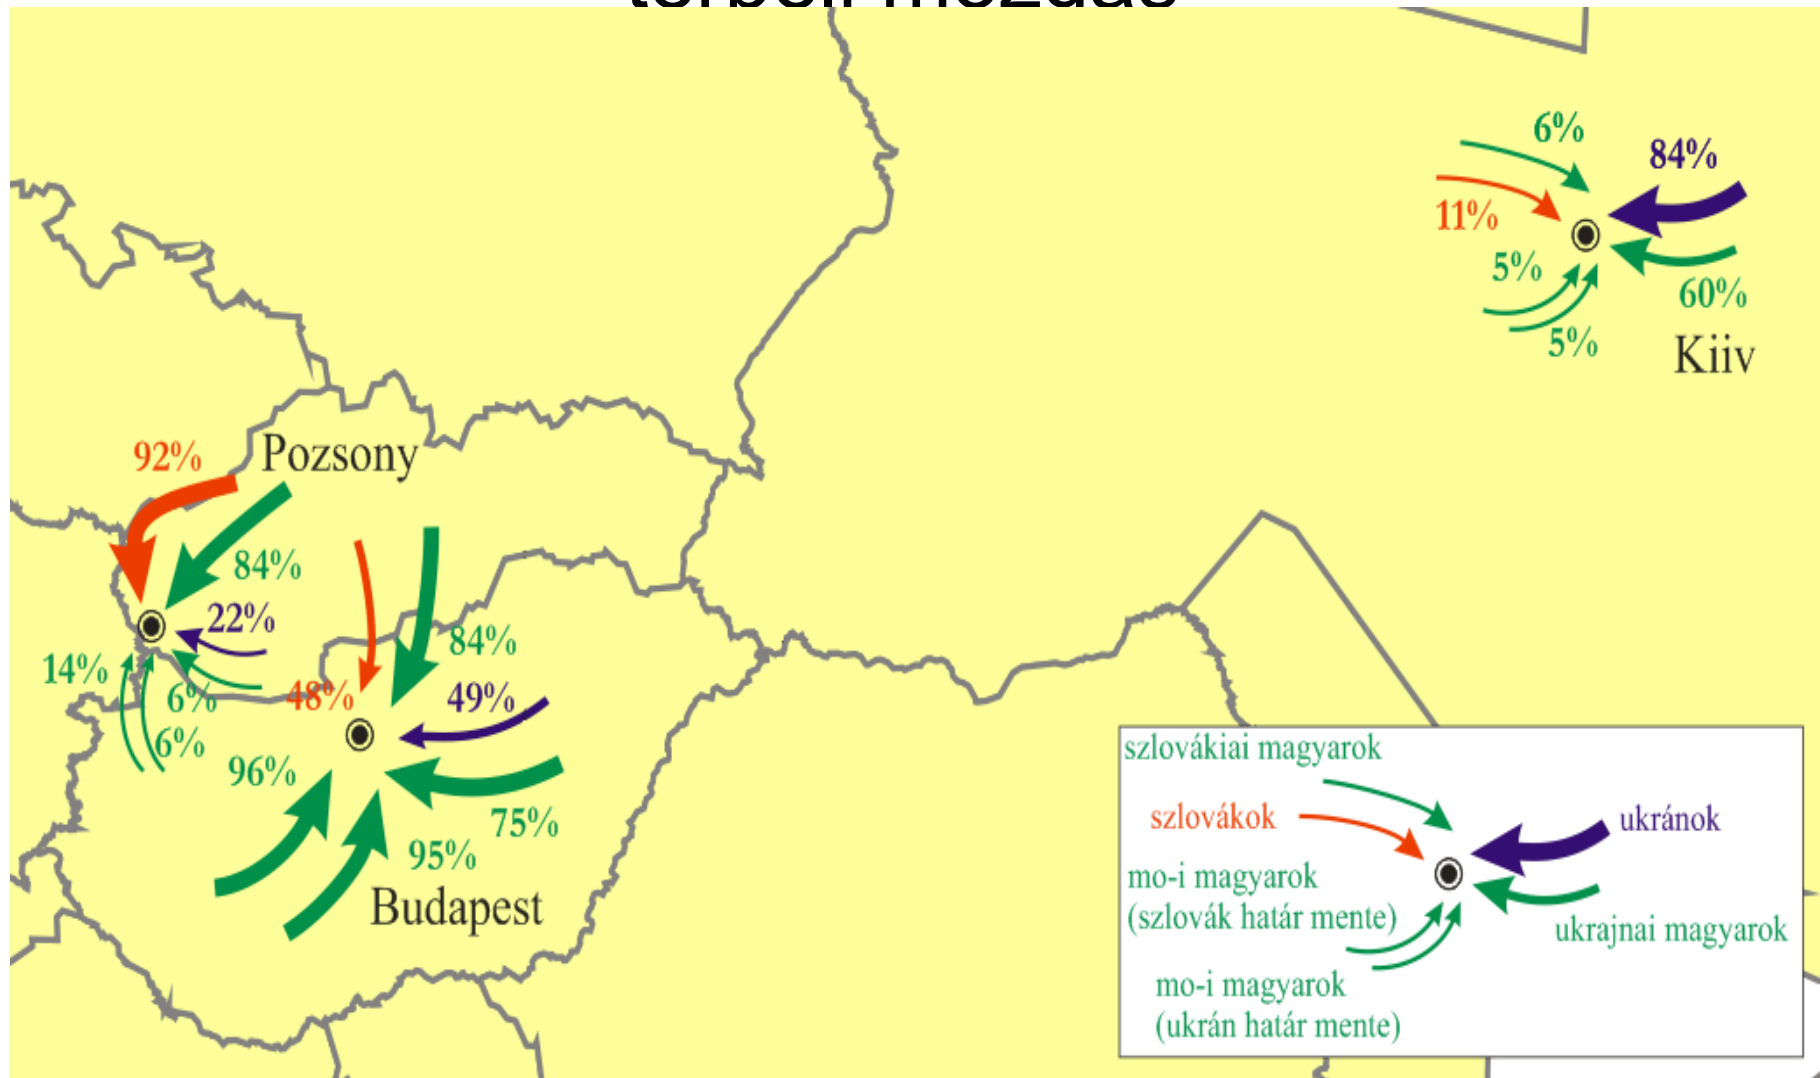 6%
84%
11%
5%
60%
5%
Kiiv
92%
Pozsony
84%
22%
14%
6%
6%
48%
84%
49%
96%
75%
95%
Budapest
szlovákiai magyarok
szlovákok
ukránok
mo-i magyarok
(szlovák határ mente)
ukrajnai magyarok
mo-i magyarok
(ukrán határ mente)